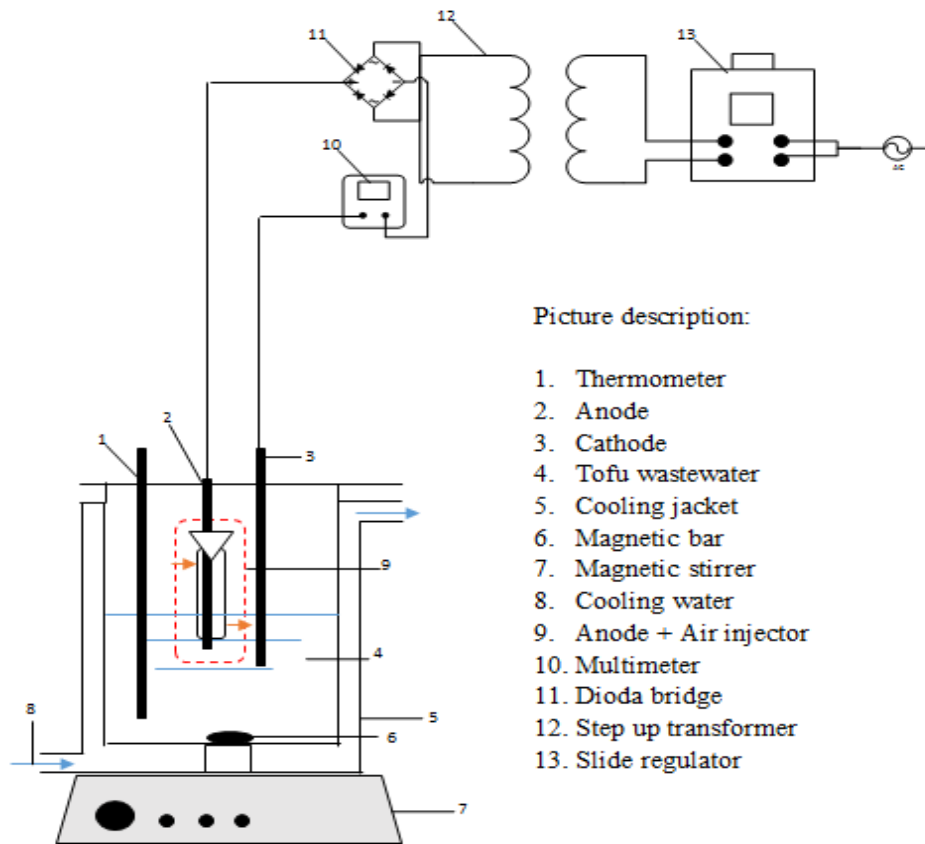 12
11
13
10
Picture description:
1. Thermometer
2. Anode
3. Cathode
4. Tofu wastewater
5. Cooling jacket
6. Magnetic bar
7. Magnetic stirrer
8. Cooling water
9. Anode + Air injector
10. Multimeter
11. Dioda bridge
12. Step up transformer
13. Slide regulator
2
1
3
9
4
8
5
6
7